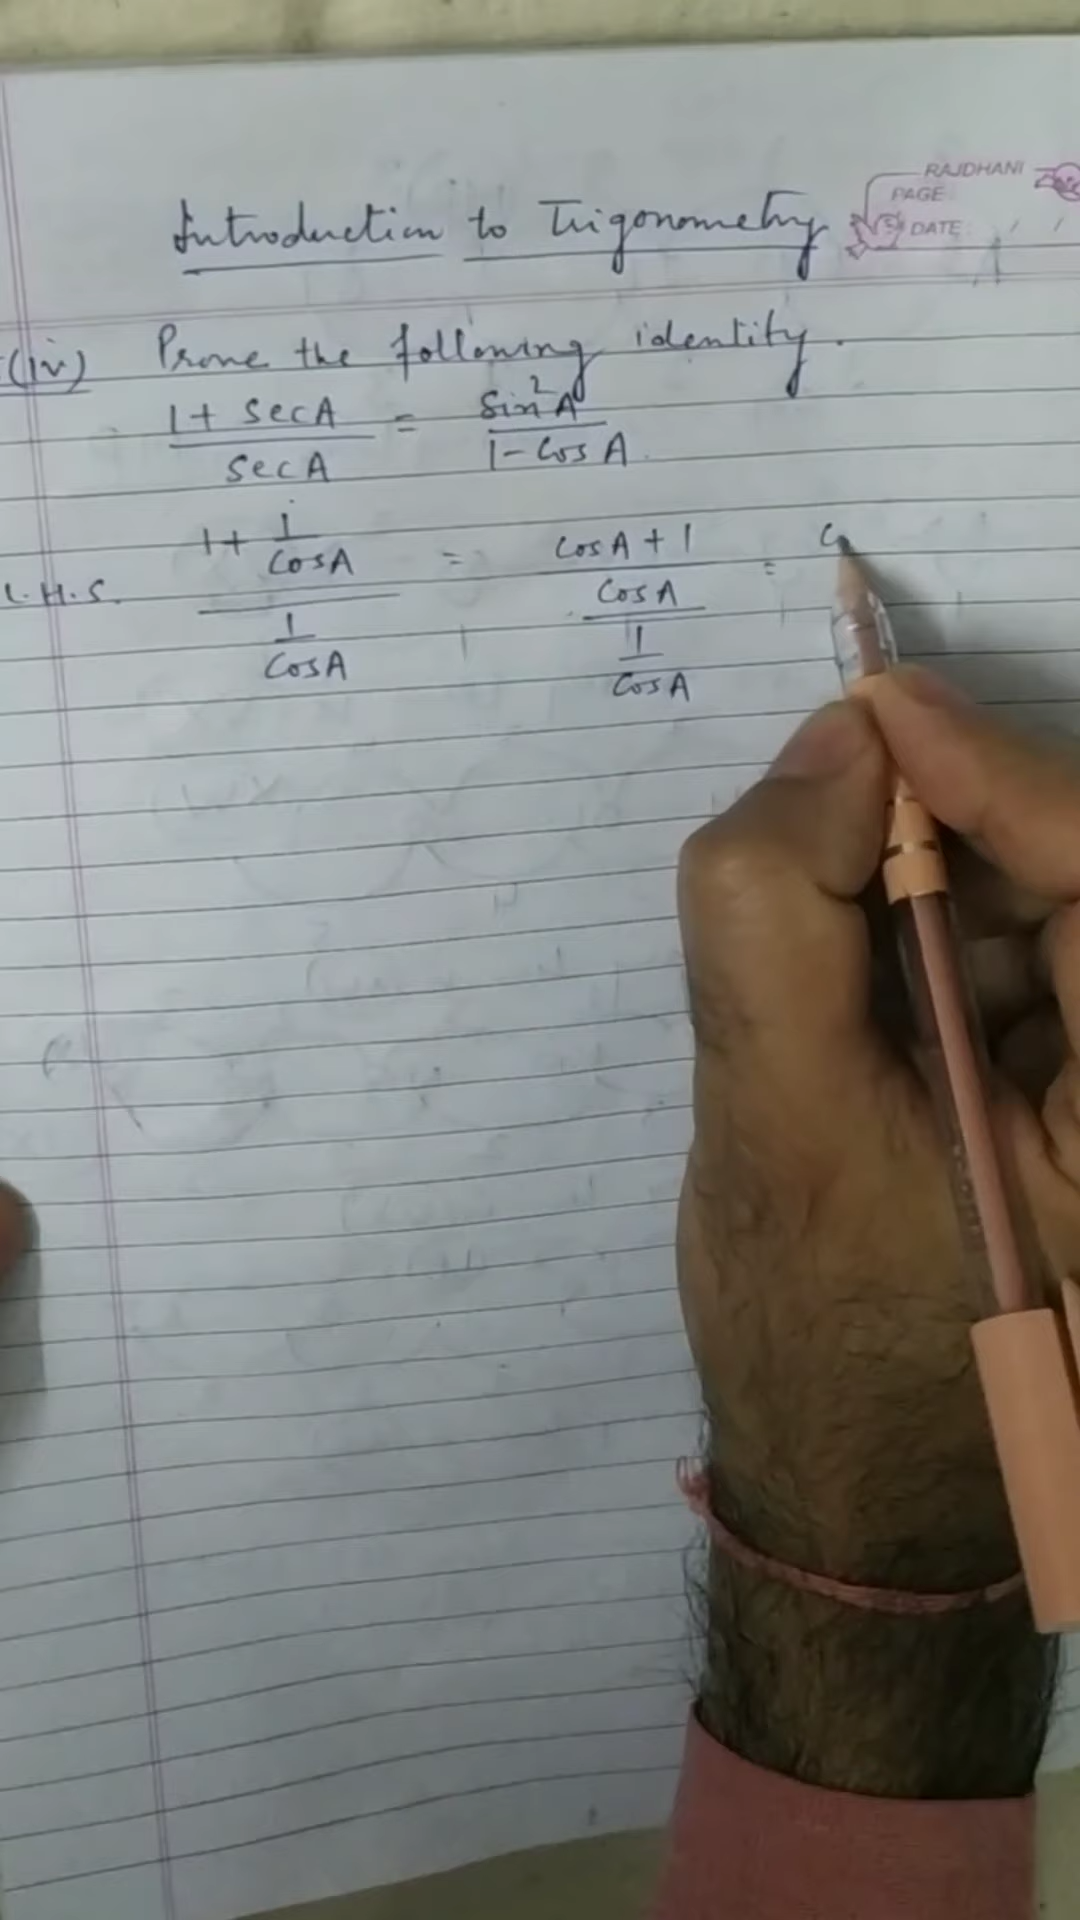 RAJDHANI
PAGE:
DATE: / /
Introduction to Trigonometry
(iv) Prove the following identity.
1 + secA / secA = sin²A / 1 - cosA.
L.H.S. 1 + 1/cosA / 1/cosA = cosA + 1 / cosA / 1 / cosA = c